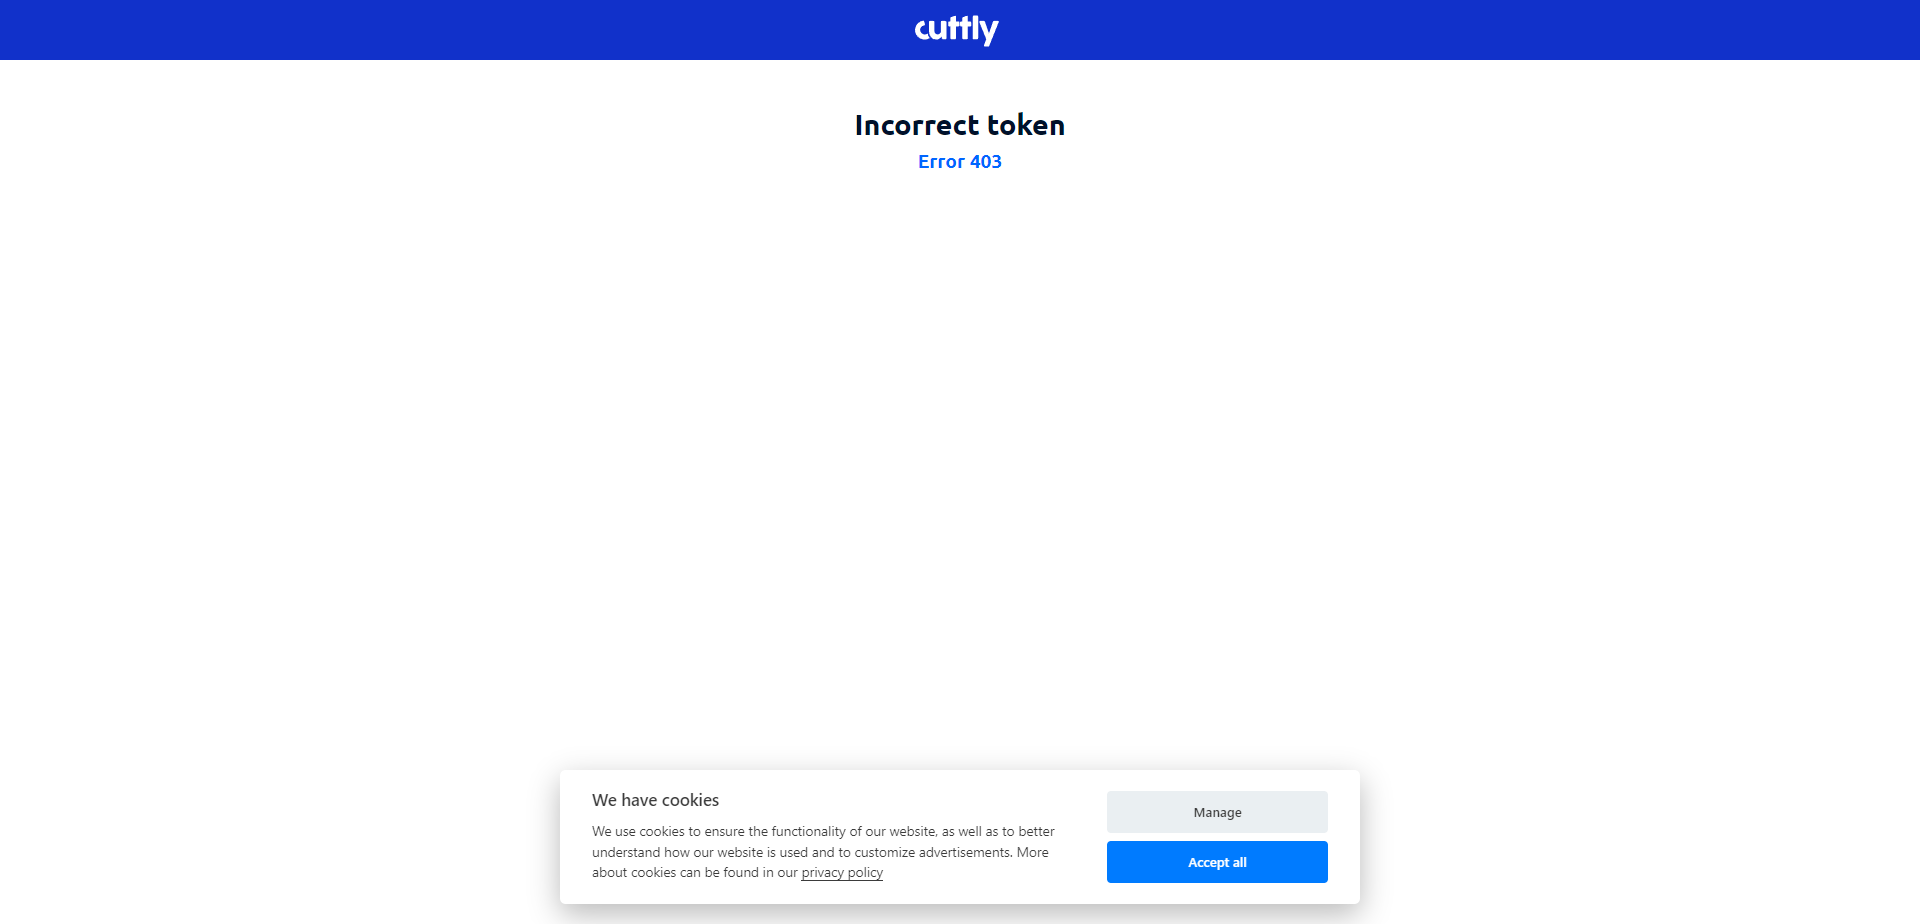 cuttly
Incorrect token
Error 403
We have cookies
We use cookies to ensure the functionality of our website, as well as to better
understand how our website is used and to customize advertisements. More
about cookies can be found in our privacy policy
Manage
Accept all